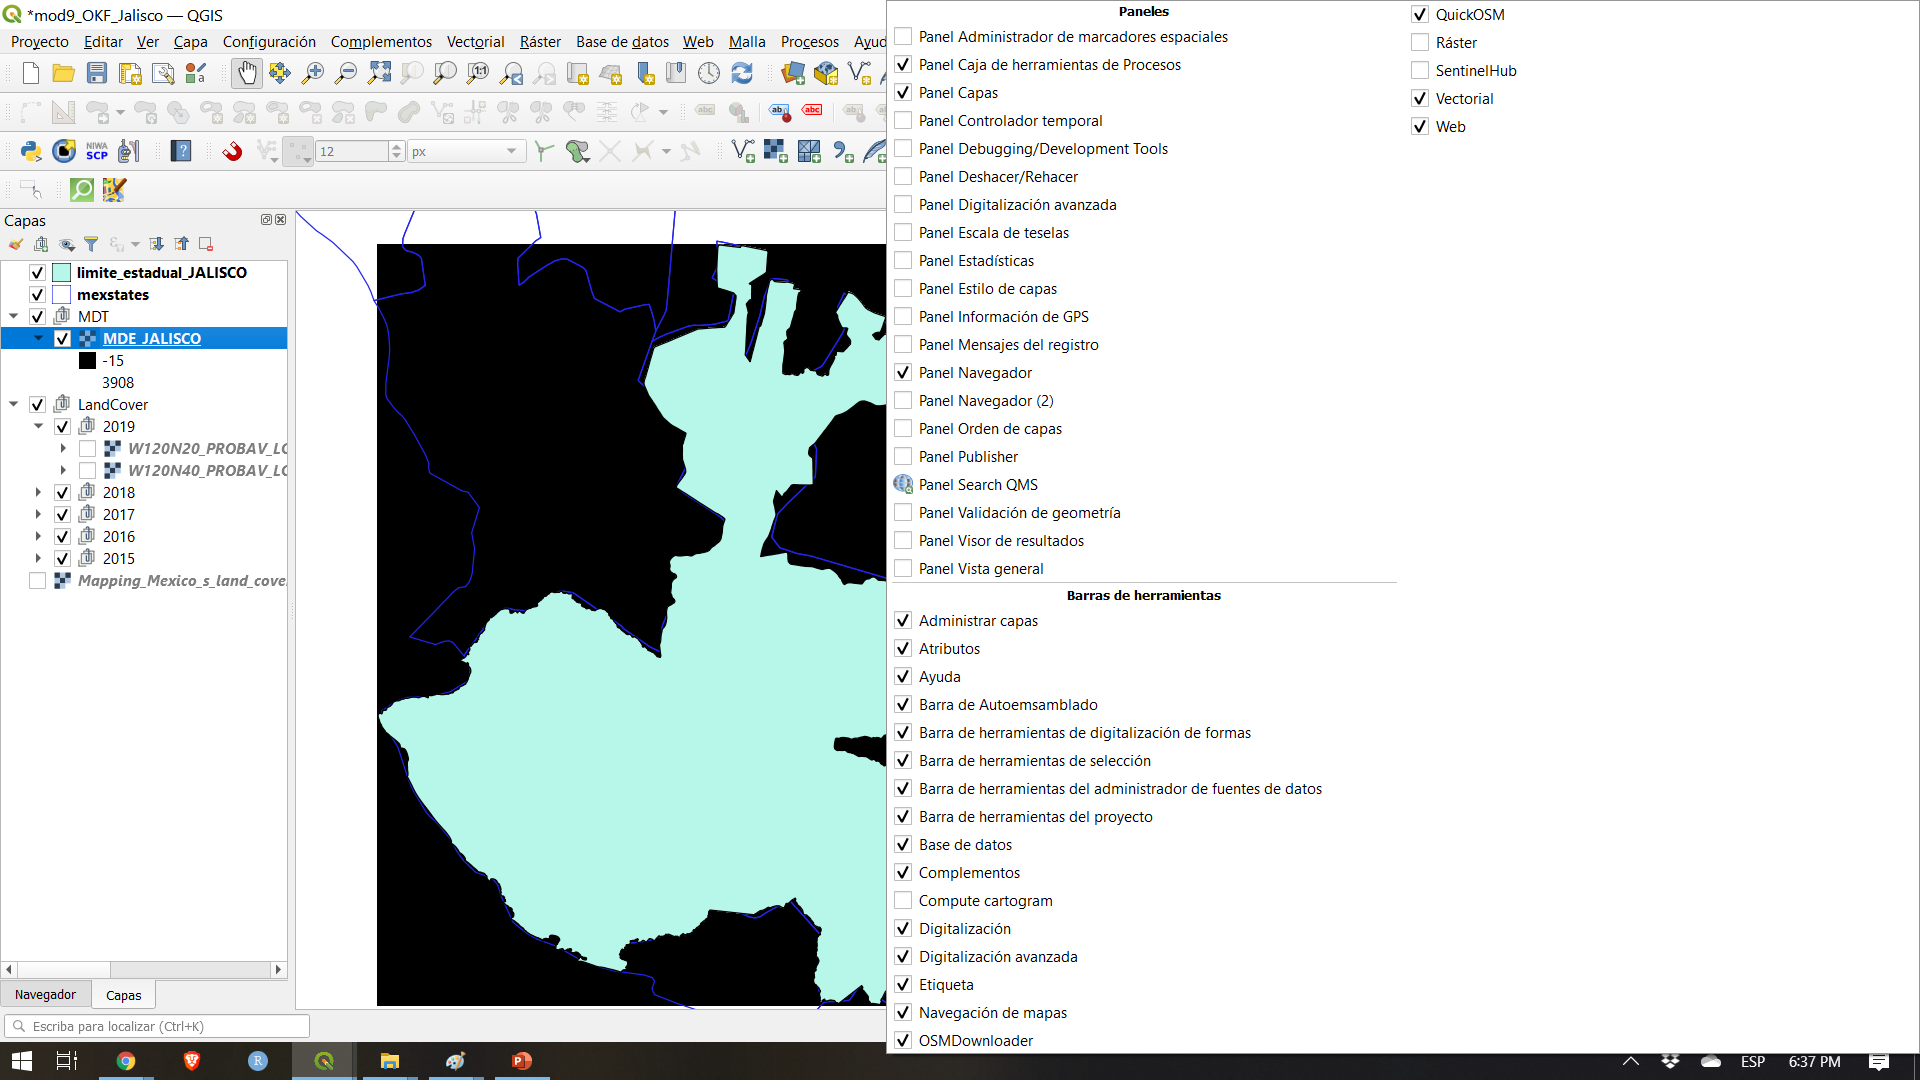 *mod9_OKF_Jalisco — QGIS
Proyecto Editar Ver Capa Configuración Complementos Vectorial Ráster Base de datos Web Malla Procesos Ayud
1:1
abc ab abc
NIWA
SCP
12 px
Capas
limite_estadual_JALISCO
mexstates
MDT
MDE_JALISCO
-15
3908
LandCover
2019
W120N20_PROBAV_LC
W120N40_PROBAV_LC
2018
2017
2016
2015
Mapping_Mexico_s_land_cove
Navegador Capas
Escriba para localizar (Ctrl+K)
Paneles
Panel Administrador de marcadores espaciales
Panel Caja de herramientas de Procesos
Panel Capas
Panel Controlador temporal
Panel Debugging/Development Tools
Panel Deshacer/Rehacer
Panel Digitalización avanzada
Panel Escala de teselas
Panel Estadísticas
Panel Estilo de capas
Panel Información de GPS
Panel Mensajes del registro
Panel Navegador
Panel Navegador (2)
Panel Orden de capas
Panel Publisher
Panel Search QMS
Panel Validación de geometría
Panel Visor de resultados
Panel Vista general
Barras de herramientas
Administrar capas
Atributos
Ayuda
Barra de Autoemsamblado
Barra de herramientas de digitalización de formas
Barra de herramientas de selección
Barra de herramientas del administrador de fuentes de datos
Barra de herramientas del proyecto
Base de datos
Complementos
Compute cartogram
Digitalización
Digitalización avanzada
Etiqueta
Navegación de mapas
OSMDownloader
QuickOSM
Ráster
SentinelHub
Vectorial
Web
ESP 6:37 PM